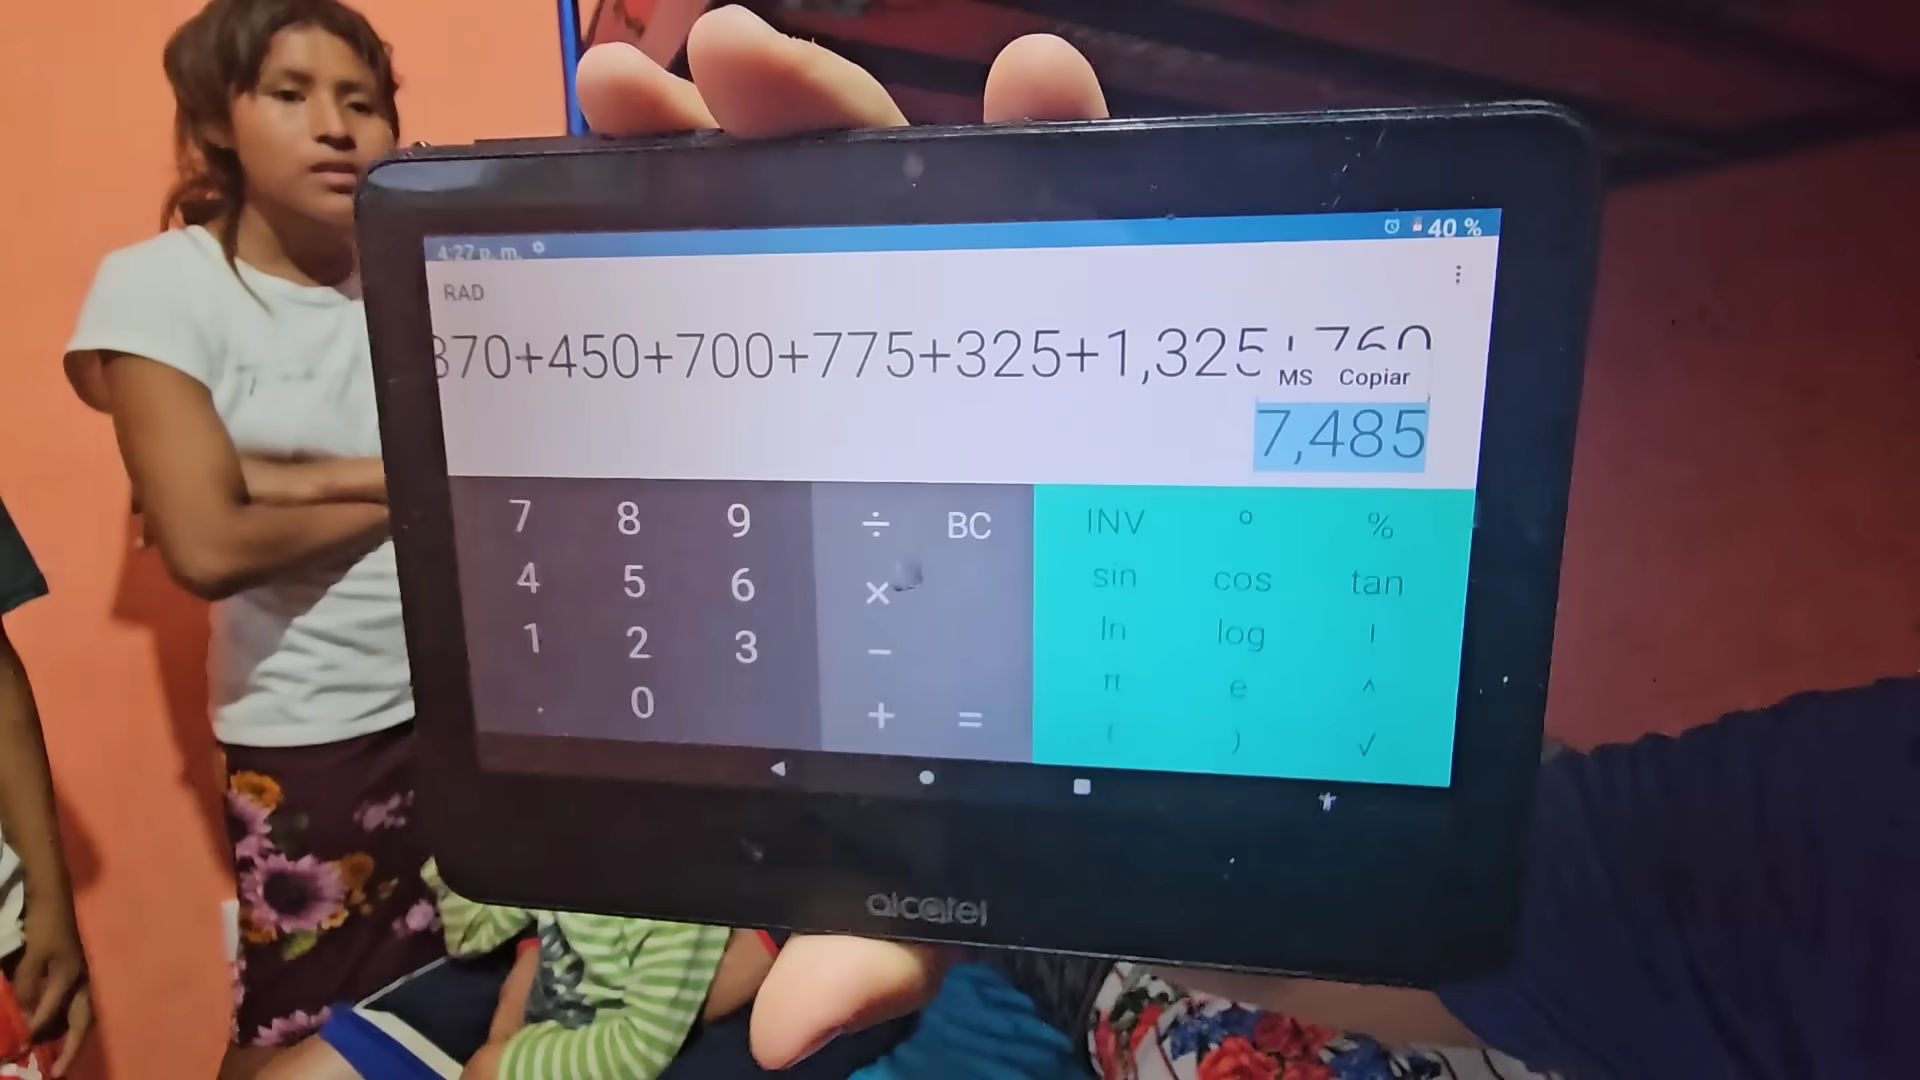 4:27 p. m. 40 %
RAD
370+450+700+775+325+1,325+760
MS Copiar
7,485
7 8 9 ÷ BC INV ° %
4 5 6 × sin cos tan
1 2 3 − ln log !
. 0 + = π e ^
( ) √
alcatel